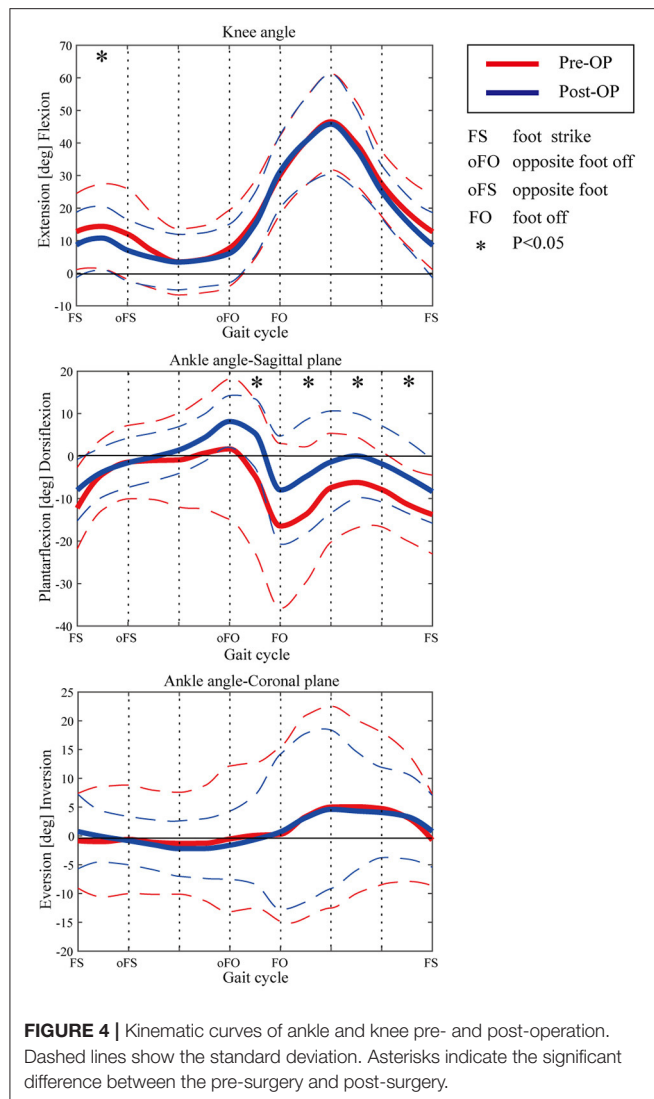 Knee angle
Extension [deg] Flexion
70
60
50
40
30
20
10
0
-10
*
FS oFS oFO FO FS
Gait cycle
Pre-OP
Post-OP
FS foot strike
oFO opposite foot off
oFS opposite foot
FO foot off
* P<0.05
Ankle angle-Sagittal plane
Plantarflexion [deg] Dorsiflexion
20
10
0
-10
-20
-30
-40
* * * *
FS oFS oFO FO FS
Gait cycle
Ankle angle-Coronal plane
Eversion [deg] Inversion
25
20
15
10
5
0
-5
-10
-15
-20
FS oFS oFO FO FS
Gait cycle
FIGURE 4 | Kinematic curves of ankle and knee pre- and post-operation.
Dashed lines show the standard deviation. Asterisks indicate the significant
difference between the pre-surgery and post-surgery.